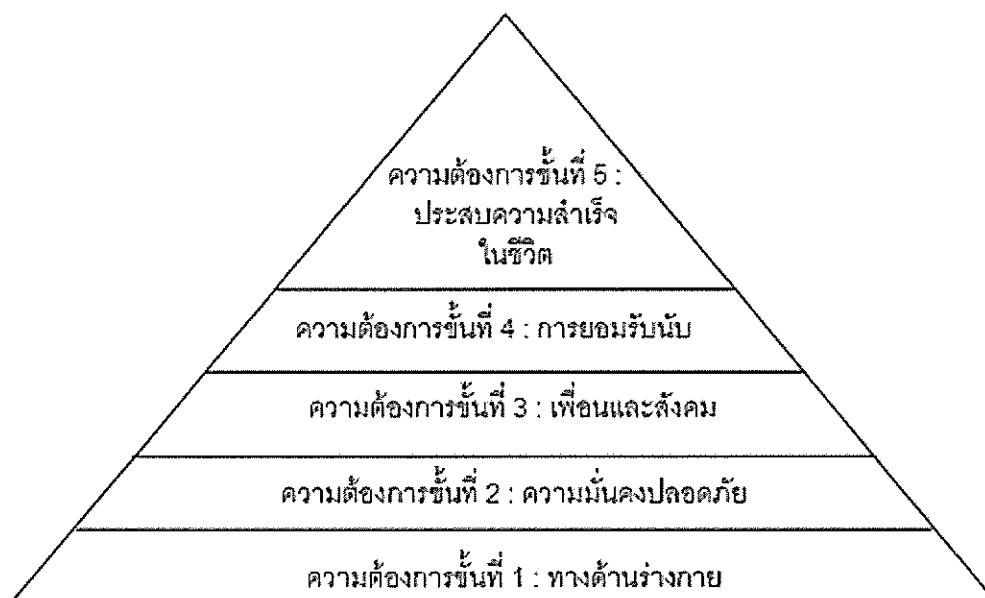 ความต้องการขั้นที่ 5 :
ประสบความสำเร็จ
ในชีวิต
ความต้องการขั้นที่ 4 : การยอมรับนับ
ความต้องการขั้นที่ 3 : เพื่อนและสังคม
ความต้องการขั้นที่ 2 : ความมั่นคงปลอดภัย
ความต้องการขั้นที่ 1 : ทางด้านร่างกาย